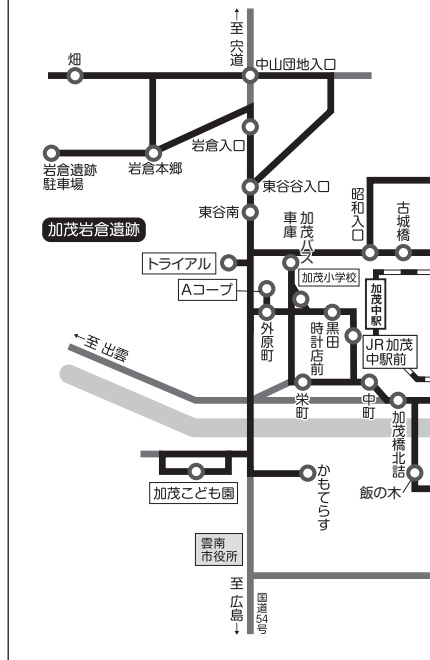 ←至 宍道
畑
中山団地入口
岩倉入口
岩倉遺跡
駐車場
岩倉本郷
東谷谷入口
昭和入口
古城橋
東谷南
加茂岩倉遺跡
加茂バス
車庫
トライアル
加茂小学校
Aコープ
加茂中駅
外原町
黒田
時計店前
JR加茂
中駅前
←至 出雲
栄町
中町
加茂橋北詰
かもてらす
飯の木
加茂こども園
雲南
市役所
至 広島→
国道54号